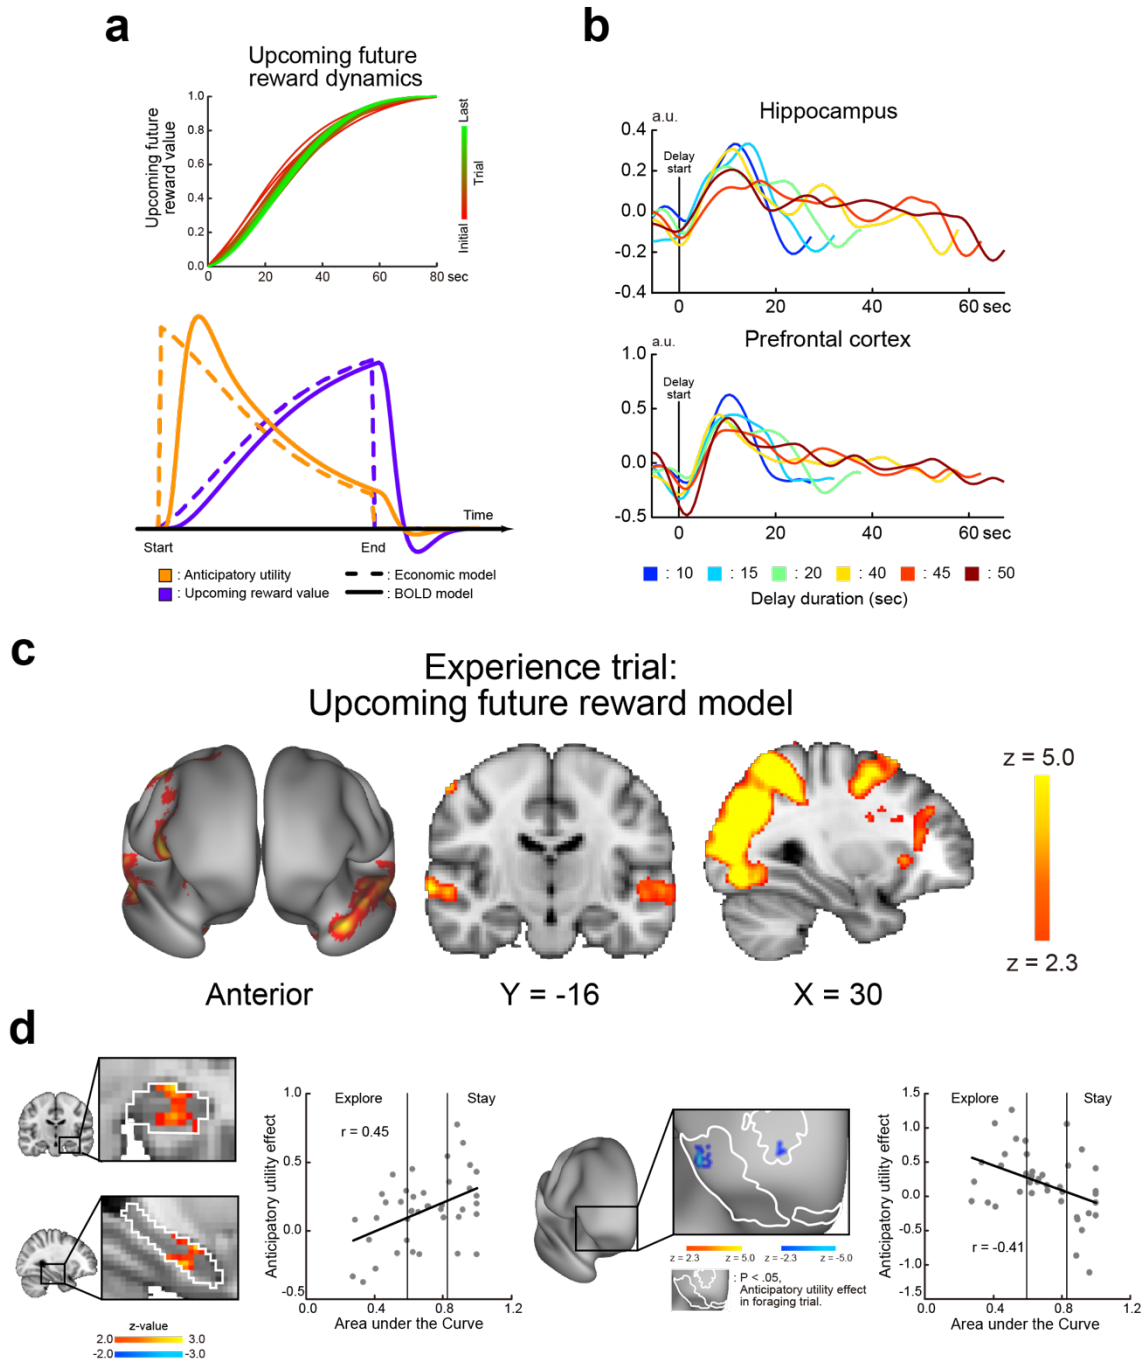 a
Upcoming future
reward dynamics
Upcoming future
reward value
1.0
0.8
0.6
0.4
0.2
0.0
0
20
40
60
80 sec
Last
Trial
Initial
Time
Start
End
: Anticipatory utility
: Economic model
: Upcoming reward value
: BOLD model
b
Hippocampus
a.u.
0.4
0.2
0.0
-0.2
-0.4
Delay
start
0
20
40
60 sec
Prefrontal cortex
a.u.
1.0
0.5
0.0
-0.5
Delay
start
0
20
40
60 sec
: 10 : 15 : 20 : 40 : 45 : 50
Delay duration (sec)
c
Experience trial:
Upcoming future reward model
z = 5.0
z = 2.3
Anterior
Y = -16
X = 30
d
z-value
2.0 3.0
-2.0 -3.0
Anticipatory utility effect
1.0
0.5
0.0
-0.5
Explore
Stay
r = 0.45
0.0 0.4 0.8 1.2
Area under the Curve
z=2.3 z=5.0 z=-2.3 z=-5.0
: P < .05,
Anticipatory utility effect
in foraging trial.
Anticipatory utility effect
1.5
1.0
0.5
0.0
-0.5
-1.0
-1.5
Explore
Stay
r = -0.41
0.0 0.4 0.8 1.2
Area under the Curve